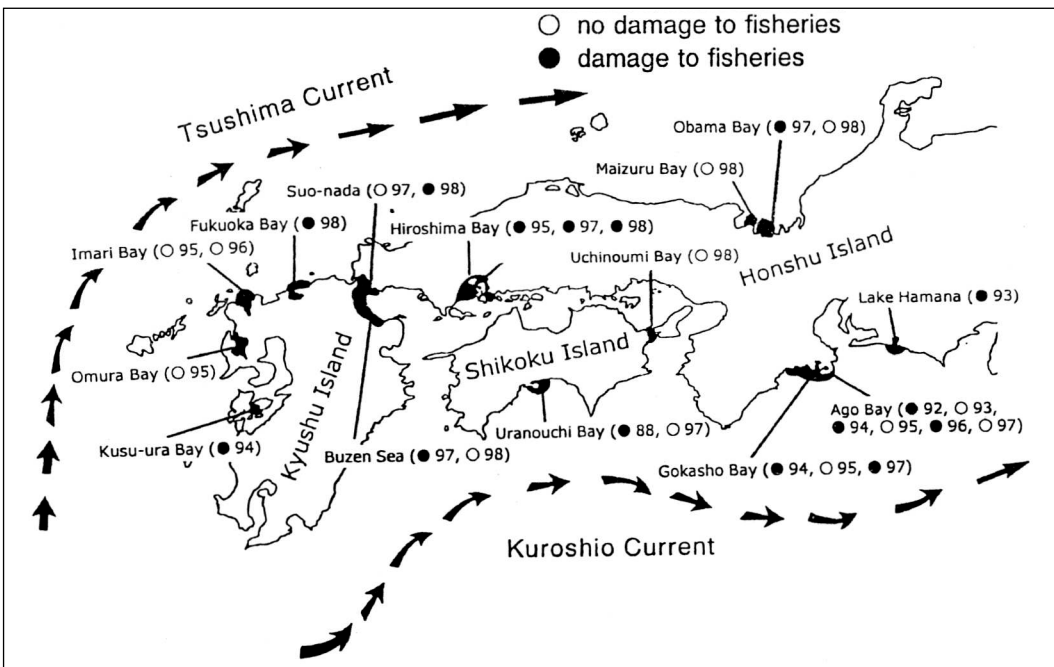 ○ no damage to fisheries
● damage to fisheries
Tsushima Current
Obama Bay (● 97, ○ 98)
Maizuru Bay (○ 98)
Suo-nada (○ 97, ● 98)
Fukuoka Bay (● 98)
Hiroshima Bay (● 95, ● 97, ● 98)
Imari Bay (○ 95, ○ 96)
Uchinoumi Bay (○ 98)
Honshu Island
Lake Hamana (● 93)
Shikoku Island
Omura Bay (○ 95)
Kyushu Island
Ago Bay (● 92, ○ 93,
● 94, ○ 95, ● 96, ○ 97)
Uranouchi Bay (● 88, ○ 97)
Kusu-ura Bay (● 94)
Buzen Sea (● 97, ○ 98)
Gokasho Bay (● 94, ○ 95, ● 97)
Kuroshio Current